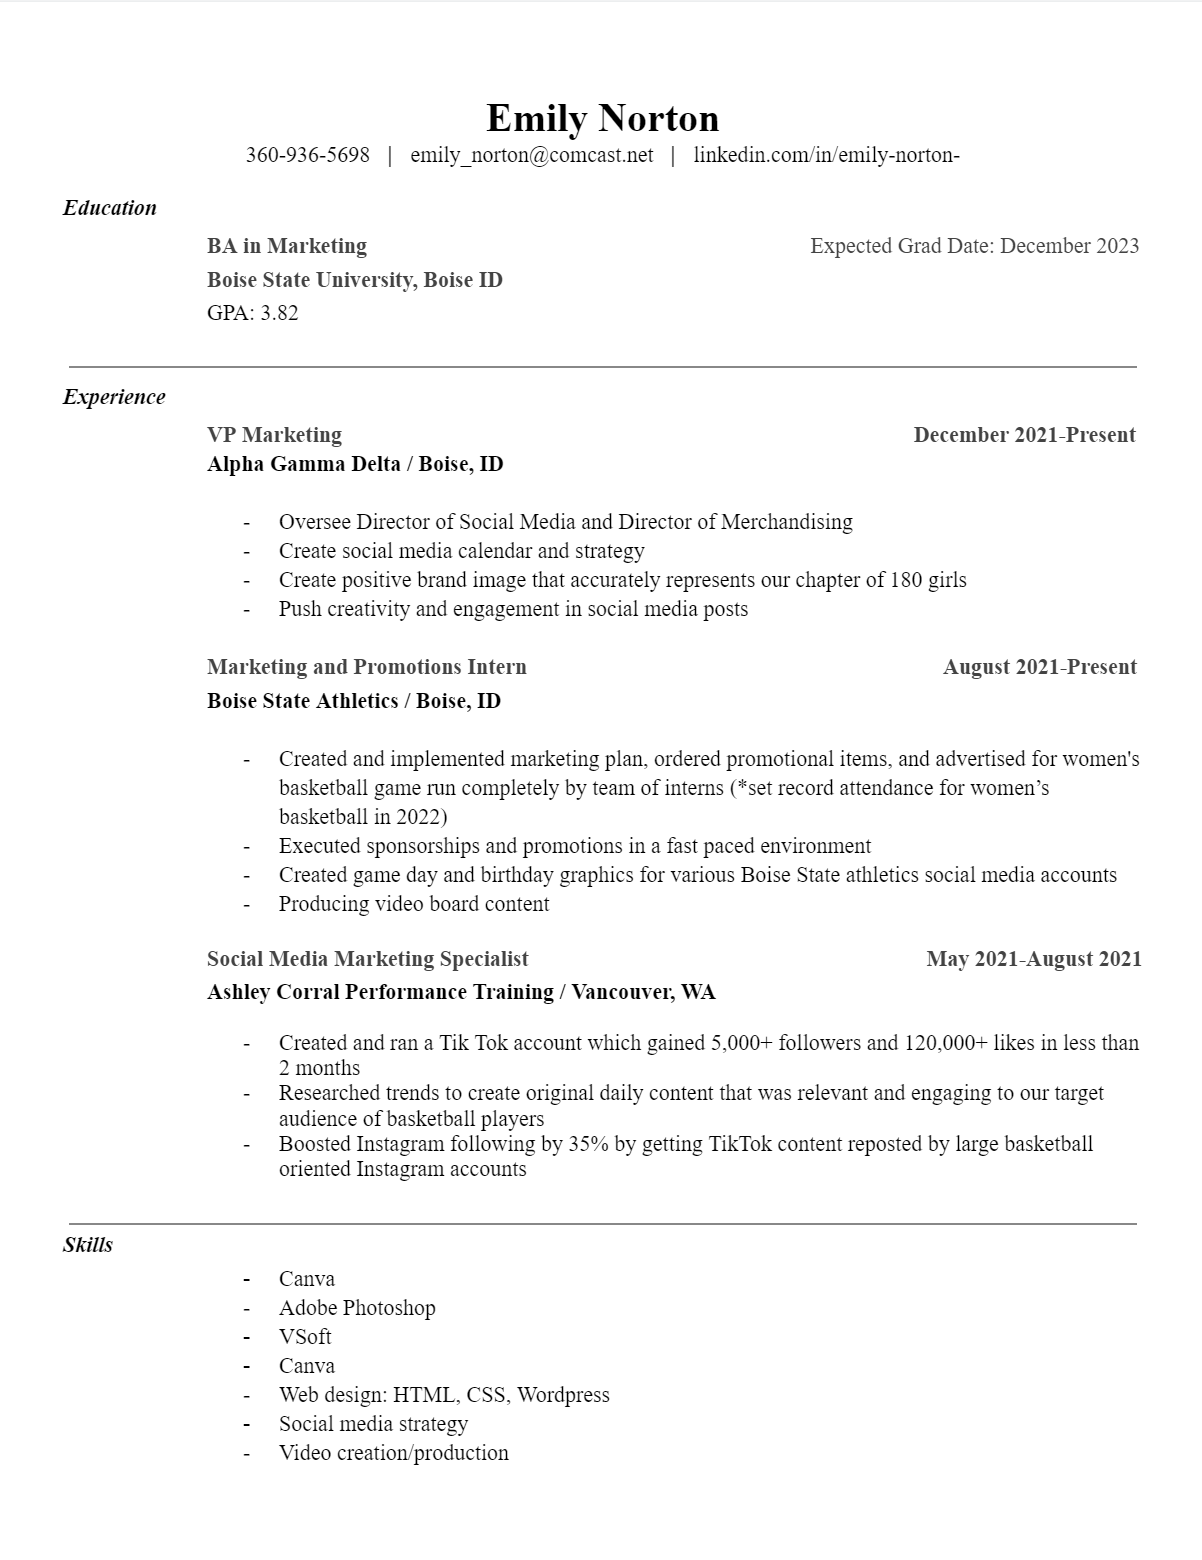 Emily Norton
360-936-5698 | emily_norton@comcast.net | linkedin.com/in/emily-norton-
Education
BA in Marketing Expected Grad Date: December 2023
Boise State University, Boise ID
GPA: 3.82
Experience
VP Marketing December 2021-Present
Alpha Gamma Delta / Boise, ID
- Oversee Director of Social Media and Director of Merchandising
- Create social media calendar and strategy
- Create positive brand image that accurately represents our chapter of 180 girls
- Push creativity and engagement in social media posts
Marketing and Promotions Intern August 2021-Present
Boise State Athletics / Boise, ID
- Created and implemented marketing plan, ordered promotional items, and advertised for women's
basketball game run completely by team of interns (*set record attendance for women’s
basketball in 2022)
- Executed sponsorships and promotions in a fast paced environment
- Created game day and birthday graphics for various Boise State athletics social media accounts
- Producing video board content
Social Media Marketing Specialist May 2021-August 2021
Ashley Corral Performance Training / Vancouver, WA
- Created and ran a Tik Tok account which gained 5,000+ followers and 120,000+ likes in less than
2 months
- Researched trends to create original daily content that was relevant and engaging to our target
audience of basketball players
- Boosted Instagram following by 35% by getting TikTok content reposted by large basketball
oriented Instagram accounts
Skills
- Canva
- Adobe Photoshop
- VSoft
- Canva
- Web design: HTML, CSS, Wordpress
- Social media strategy
- Video creation/production